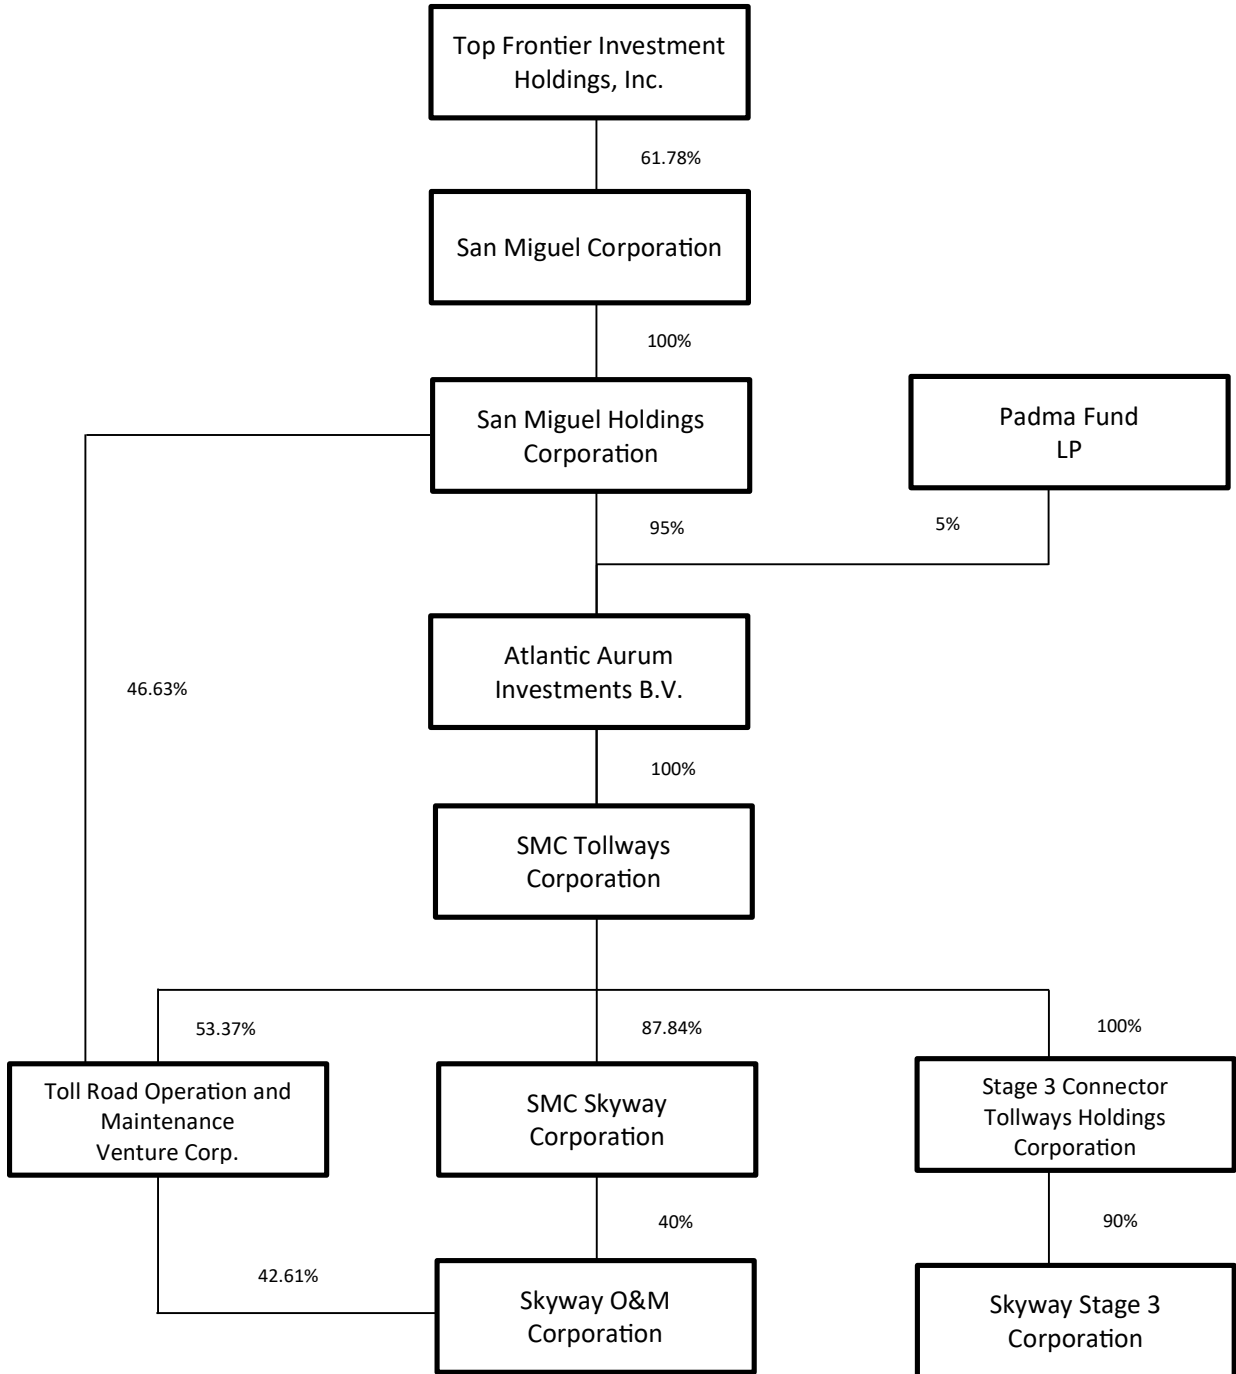 Top Frontier Investment
Holdings, Inc.
61.78%
San Miguel Corporation
100%
San Miguel Holdings
Corporation
Padma Fund
LP
95%
5%
46.63%
Atlantic Aurum
Investments B.V.
100%
SMC Tollways
Corporation
53.37%
87.84%
100%
Toll Road Operation and
Maintenance
Venture Corp.
SMC Skyway
Corporation
Stage 3 Connector
Tollways Holdings
Corporation
40%
90%
42.61%
Skyway O&M
Corporation
Skyway Stage 3
Corporation